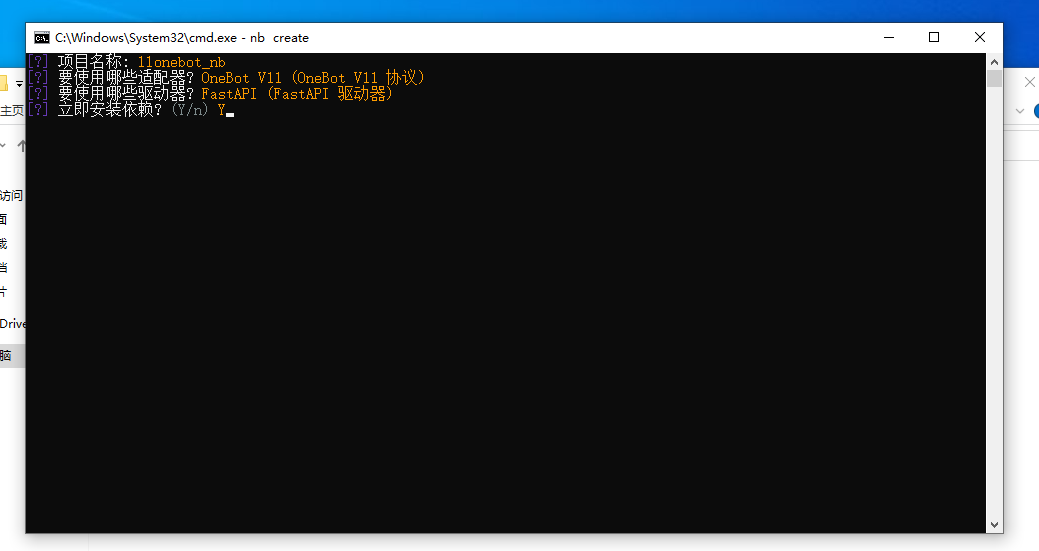 C:\Windows\System32\cmd.exe - nb  create
[?] 项目名称: llonebot_nb
[?] 要使用哪些适配器? OneBot V11 (OneBot V11 协议)
[?] 要使用哪些驱动器? FastAPI (FastAPI 驱动器)
[?] 立即安装依赖? (Y/n) Y
主页
访问
面
载
档
片
Drive
脑